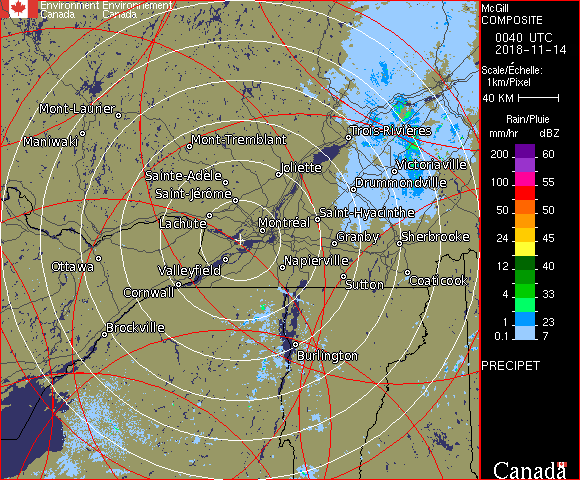 Environment Environnement
Canada Canada
McGill
COMPOSITE
0040 UTC
2018-11-14
Scale/Échelle:
1km/Pixel
40 KM
Rain/Pluie
mm/hr dBZ
200 60
100 55
50 50
24 45
12 40
4 33
1 23
0.1 7
PRECIPET
Canada
Mont-Laurier
Maniwaki
Mont-Tremblant
Trois-Rivières
Sainte-Adèle
Joliette
Victoriaville
Saint-Jérôme
Drummondville
Lachute
Montréal
Saint-Hyacinthe
Granby
Sherbrooke
Ottawa
Valleyfield
Napierville
Cornwall
Sutton
Coaticook
Brockville
Burlington